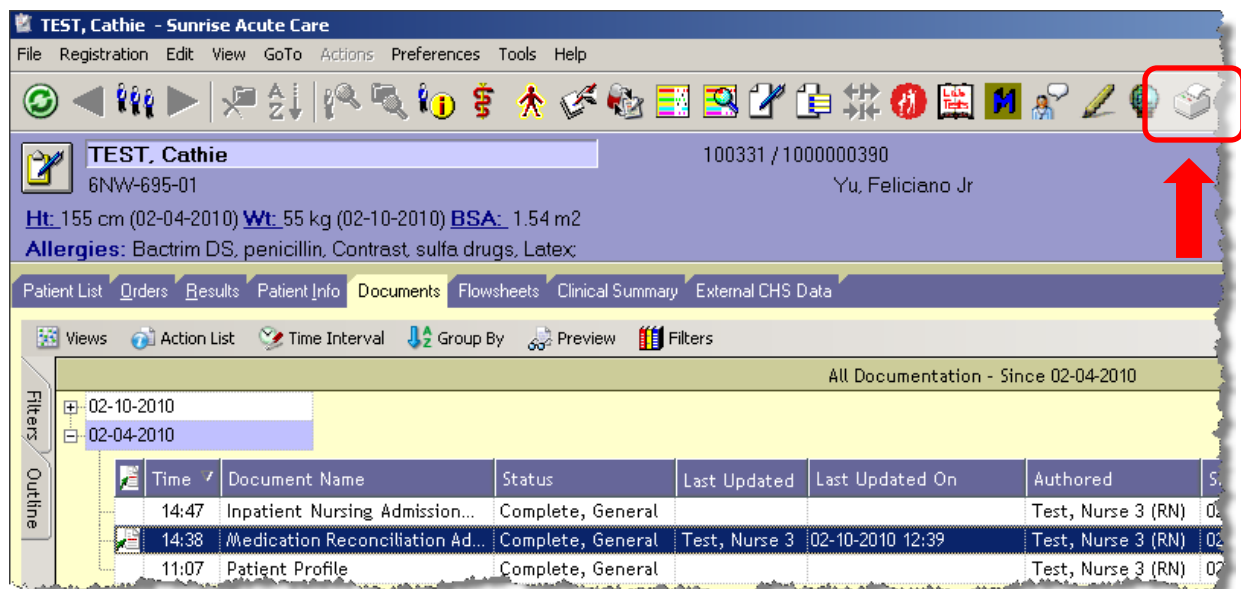 TEST, Cathie - Sunrise Acute Care
File Registration Edit View GoTo Actions Preferences Tools Help
TEST, Cathie 100331 / 1000000390
6NW-695-01 Yu, Feliciano Jr
Ht: 155 cm (02-04-2010) Wt: 55 kg (02-10-2010) BSA: 1.54 m2
Allergies: Bactrim DS, penicillin, Contrast, sulfa drugs, Latex;
Patient List Orders Results Patient Info Documents Flowsheets Clinical Summary External CHS Data
Views Action List Time Interval Group By Preview Filters
All Documentation - Since 02-04-2010
Filters
Outline
02-10-2010
02-04-2010
Time Document Name Status Last Updated Last Updated On Authored
14:47 Inpatient Nursing Admission... Complete, General Test, Nurse 3 (RN)
14:38 Medication Reconciliation Ad... Complete, General Test, Nurse 3 02-10-2010 12:39 Test, Nurse 3 (RN) 02
11:07 Patient Profile Complete, General Test, Nurse 3 (RN)